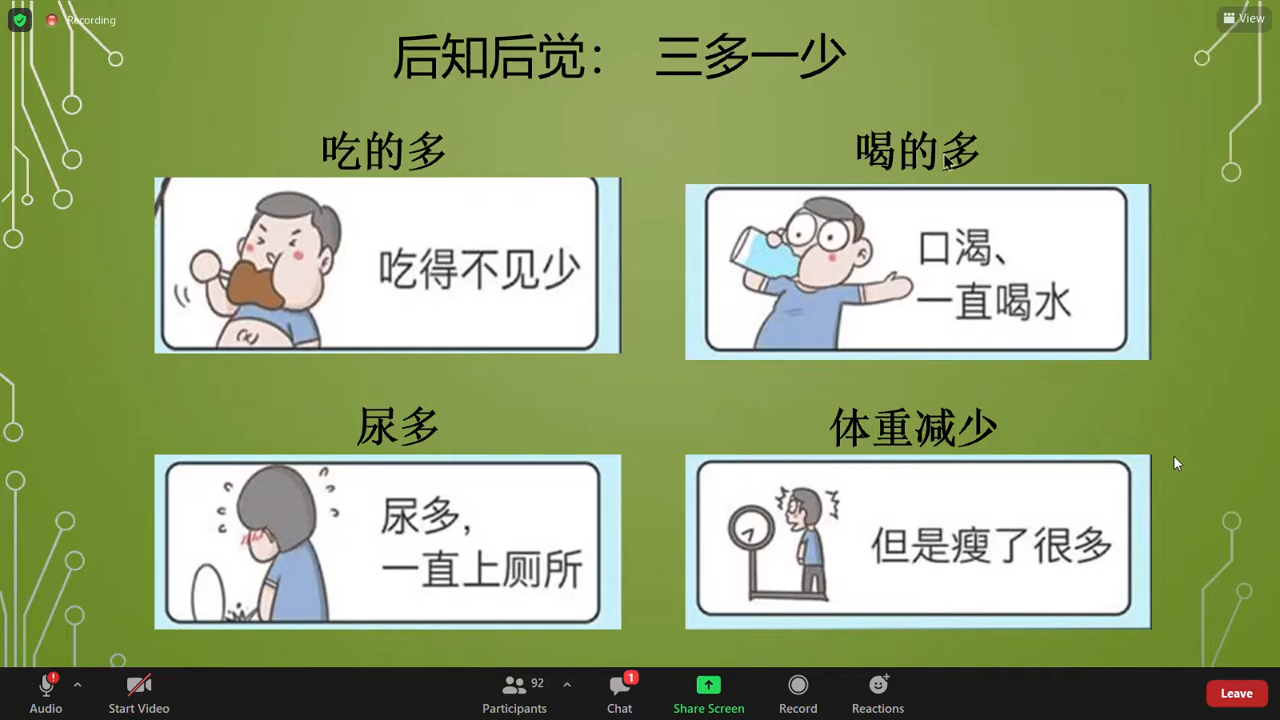 Recording
View
后知后觉： 三多一少
吃的多
喝的多
吃得不见少
口渴、
一直喝水
尿多
体重减少
尿多,
一直上厕所
但是瘦了很多
Audio
Start Video
92
Participants
1
Chat
Share Screen
Record
Reactions
Leave